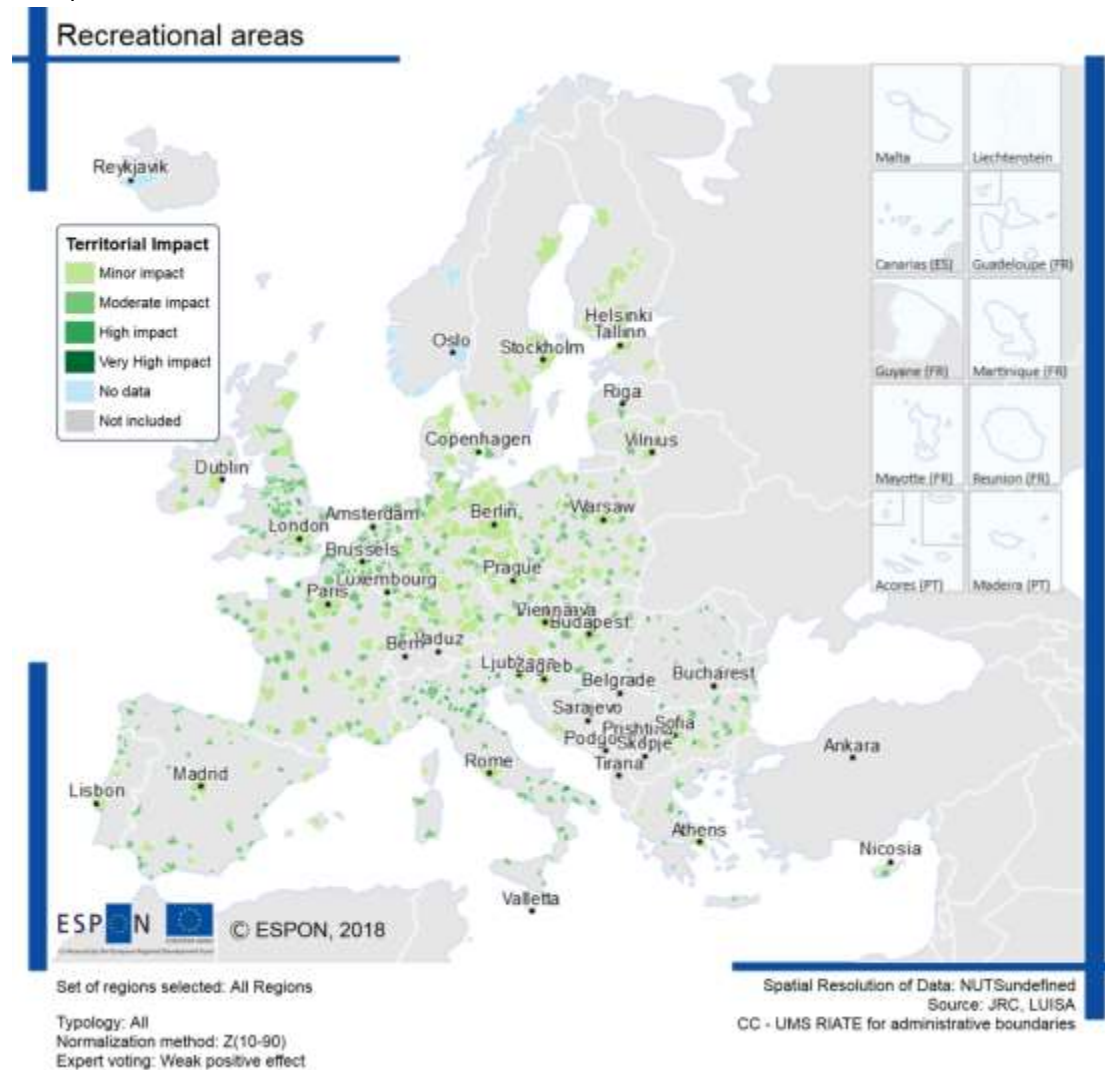 Recreational areas
Reykjavik
Territorial Impact
Minor impact
Moderate impact
High impact
Very High impact
No data
Not included
Malta
Liechtenstein
Canarias (ES)
Guadeloupe (FR)
Guyane (FR)
Martinique (FR)
Mayotte (FR)
Reunion (FR)
Acores (PT)
Madeira (PT)
Helsinki
Tallinn
Oslo
Stockholm
Riga
Copenhagen
Vilnius
Dublin
Amsterdam
Berlin
Warsaw
London
Brussels
Luxembourg
Prague
Paris
Vienna
Budapest
Bern
Vaduz
Zagreb
Belgrade
Bucharest
Sarajevo
Sofia
Skopje
Tirana
Ankara
Rome
Madrid
Lisbon
Athens
Nicosia
Valletta
ESPON
© ESPON, 2018
Set of regions selected: All Regions
Typology: All
Normalization method: Z(10-90)
Expert voting: Weak positive effect
Spatial Resolution of Data: NUTSundefined
Source: JRC, LUISA
CC - UMS RIATE for administrative boundaries